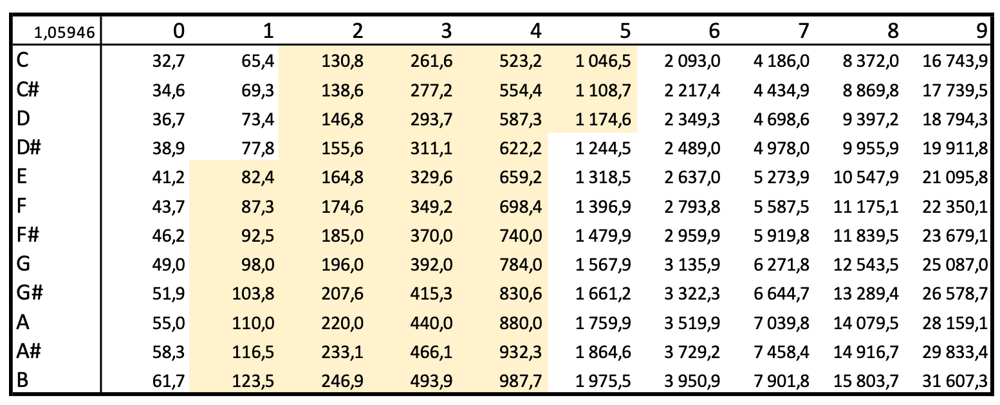 1,05946 0 1 2 3 4 5 6 7 8 9
C 32,7 65,4 130,8 261,6 523,2 1 046,5 2 093,0 4 186,0 8 372,0 16 743,9
C# 34,6 69,3 138,6 277,2 554,4 1 108,7 2 217,4 4 434,9 8 869,8 17 739,5
D 36,7 73,4 146,8 293,7 587,3 1 174,6 2 349,3 4 698,6 9 397,2 18 794,3
D# 38,9 77,8 155,6 311,1 622,2 1 244,5 2 489,0 4 978,0 9 955,9 19 911,8
E 41,2 82,4 164,8 329,6 659,2 1 318,5 2 637,0 5 273,9 10 547,9 21 095,8
F 43,7 87,3 174,6 349,2 698,4 1 396,9 2 793,8 5 587,5 11 175,1 22 350,1
F# 46,2 92,5 185,0 370,0 740,0 1 479,9 2 959,9 5 919,8 11 839,5 23 679,1
G 49,0 98,0 196,0 392,0 784,0 1 567,9 3 135,9 6 271,8 12 543,5 25 087,0
G# 51,9 103,8 207,6 415,3 830,6 1 661,2 3 322,3 6 644,7 13 289,4 26 578,7
A 55,0 110,0 220,0 440,0 880,0 1 759,9 3 519,9 7 039,8 14 079,5 28 159,1
A# 58,3 116,5 233,1 466,1 932,3 1 864,6 3 729,2 7 458,4 14 916,7 29 833,4
B 61,7 123,5 246,9 493,9 987,7 1 975,5 3 950,9 7 901,8 15 803,7 31 607,3